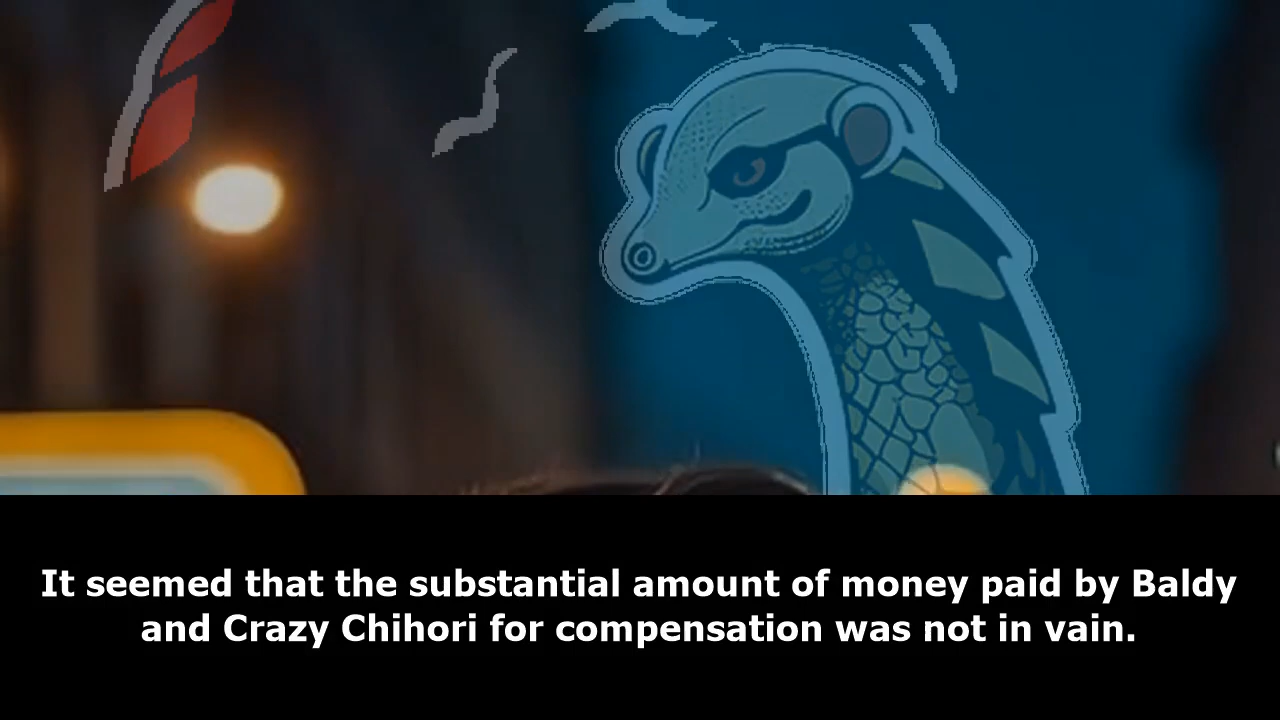 It seemed that the substantial amount of money paid by Baldy
and Crazy Chihori for compensation was not in vain.